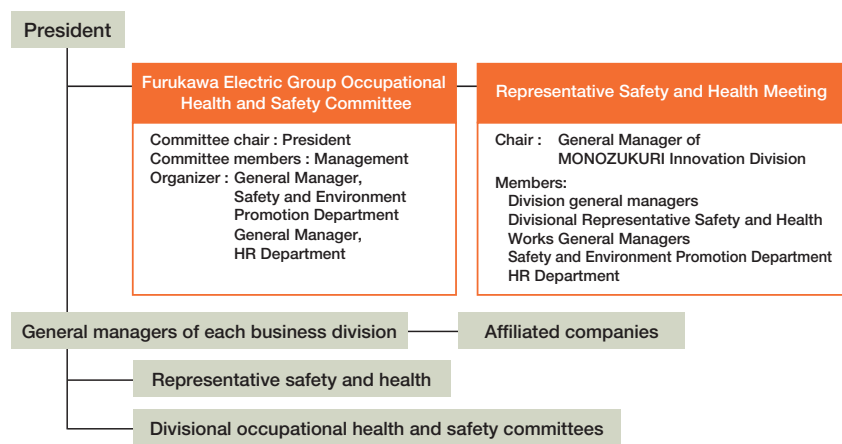 President
Furukawa Electric Group Occupational
Health and Safety Committee
Committee chair : President
Committee members : Management
Organizer : General Manager,
Safety and Environment
Promotion Department
General Manager,
HR Department
Representative Safety and Health Meeting
Chair : General Manager of
MONOZUKURI Innovation Division
Members:
Division general managers
Divisional Representative Safety and Health
Works General Managers
Safety and Environment Promotion Department
HR Department
General managers of each business division
Affiliated companies
Representative safety and health
Divisional occupational health and safety committees